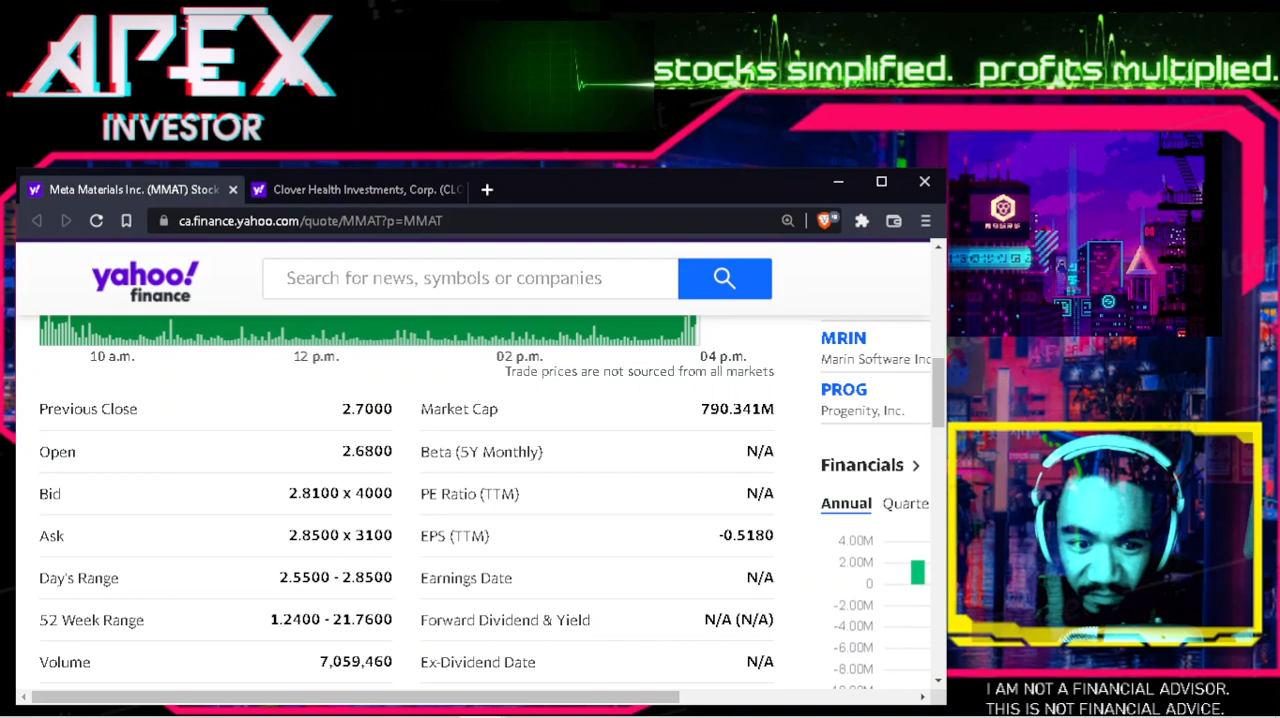 APEX
INVESTOR
stocks simplified. profits multiplied.
Meta Materials Inc. (MMAT) Stock
Clover Health Investments, Corp. (CLO
ca.finance.yahoo.com/quote/MMAT?p=MMAT
yahoo!
finance
Search for news, symbols or companies
10 a.m. 12 p.m. 02 p.m. 04 p.m.
Trade prices are not sourced from all markets
Previous Close 2.7000
Open 2.6800
Bid 2.8100 x 4000
Ask 2.8500 x 3100
Day's Range 2.5500 - 2.8500
52 Week Range 1.2400 - 21.7600
Volume 7,059,460
Market Cap 790.341M
Beta (5Y Monthly) N/A
PE Ratio (TTM) N/A
EPS (TTM) -0.5180
Earnings Date N/A
Forward Dividend & Yield N/A (N/A)
Ex-Dividend Date N/A
MRIN
Marin Software Inc
PROG
Progenity, Inc.
Financials >
Annual Quarte
4.00M
2.00M
0
-2.00M
-4.00M
-6.00M
-8.00M
I AM NOT A FINANCIAL ADVISOR.
THIS IS NOT FINANCIAL ADVICE.